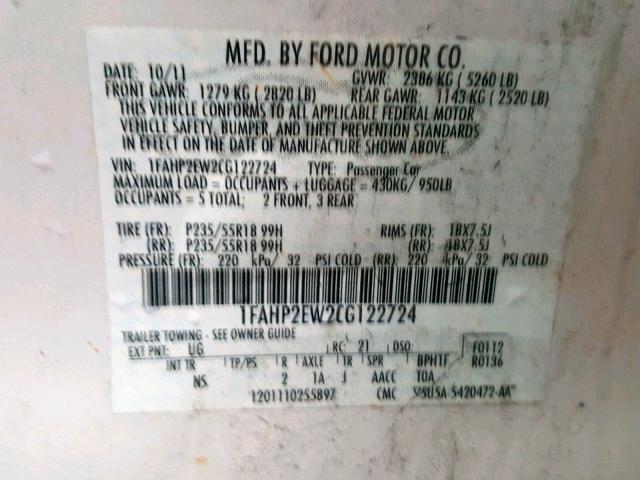 MFD. BY FORD MOTOR CO.
DATE: 10/11 GVWR: 2386 KG ( 5260 LB)
FRONT GAWR: 1279 KG ( 2820 LB) REAR GAWR: 1143 KG ( 2520 LB)
THIS VEHICLE CONFORMS TO ALL APPLICABLE FEDERAL MOTOR
VEHICLE SAFETY, BUMPER, AND THEFT PREVENTION STANDARDS
IN EFFECT ON THE DATE OF MANUFACTURE SHOWN ABOVE.
VIN: 1FAHP2EW2CG122724 TYPE: Passenger Car
MAXIMUM LOAD = OCCUPANTS + LUGGAGE = 430KG/ 950LB
OCCUPANTS = 5 TOTAL; 2 FRONT, 3 REAR
TIRE (FR): P235/55R18 99H RIMS (FR): 18X7.5J
(RR): P235/55R18 99H (RR): 18X7.5J
PRESSURE (FR): 220 kPa/ 32 PSI COLD (RR): 220 kPa/ 32 PSI COLD
1FAHP2EW2CG122724
TRAILER TOWING - SEE OWNER GUIDE
EXT PNT: UG RC: 21 DSO: F0112
INT TR TP/PS R AXLE TR SPR BPHTF R0136
NS 2 1A J AACC TOA
12011102S5897 CMC 5U5A-5420472-AA